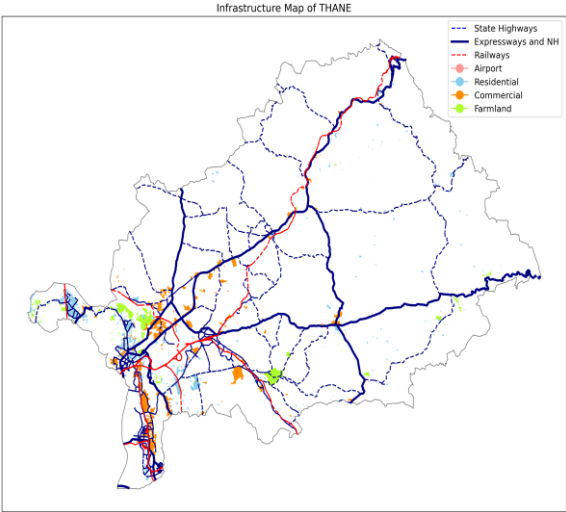 Infrastructure Map of THANE
State Highways
Expressways and NH
Railways
Airport
Residential
Commercial
Farmland